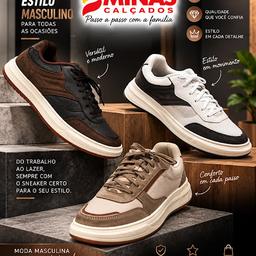 ESTILO
MASCULINO
PARA TODAS
AS OCASIÕES
MINAS
CALÇADOS
Passo a passo com a família
QUALIDADE
QUE VOCÊ CONFIA
ESTILO
EM CADA DETALHE
Versátil
e moderno
Estilo
em movimento
DO TRABALHO
AO LAZER,
SEMPRE COM
O SNEAKER CERTO
PARA O SEU ESTILO.
Conforto
em cada passo
MODA MASCULINA